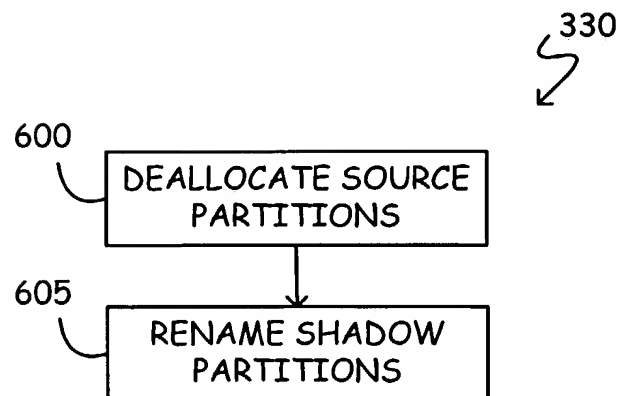 330
600
DEALLOCATE SOURCE
PARTITIONS
605
RENAME SHADOW
PARTITIONS